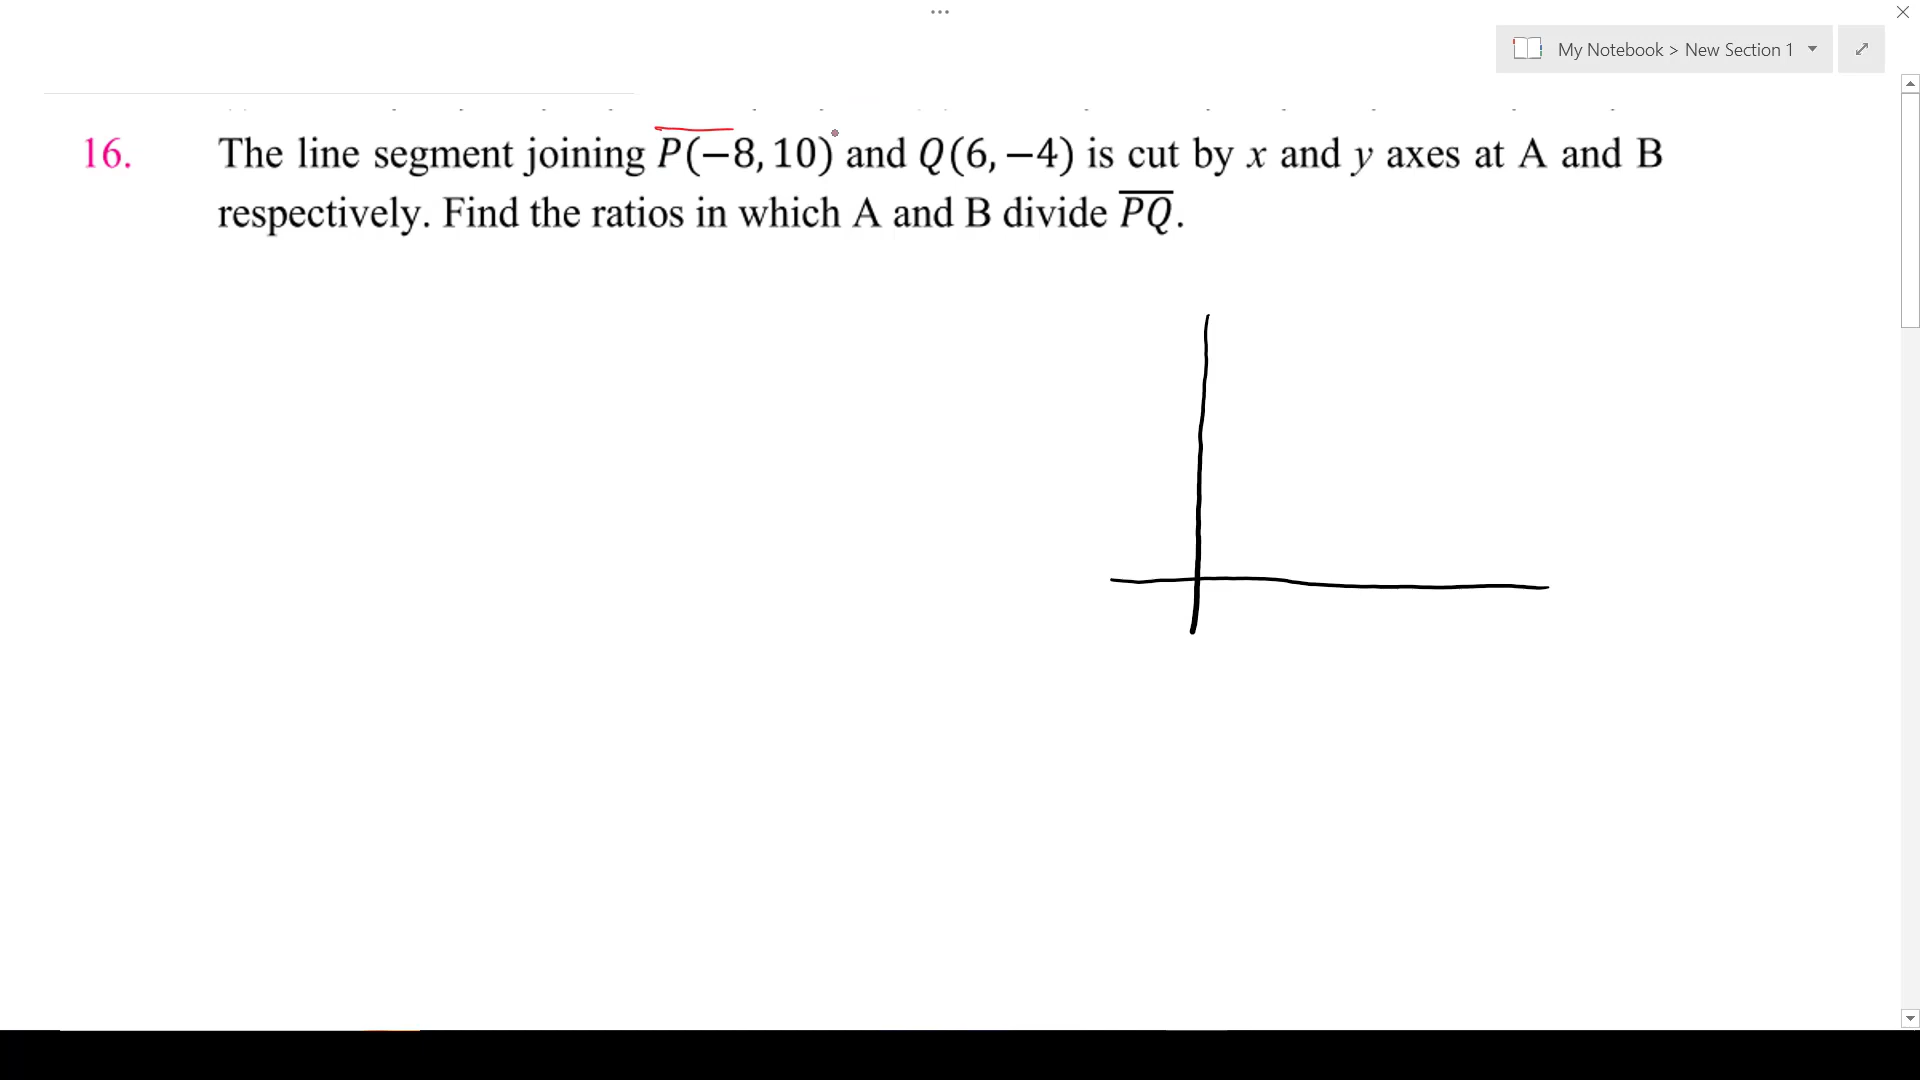 My Notebook > New Section 1
16. The line segment joining P(−8, 10) and Q(6, −4) is cut by x and y axes at A and B
respectively. Find the ratios in which A and B divide P̅Q̅.